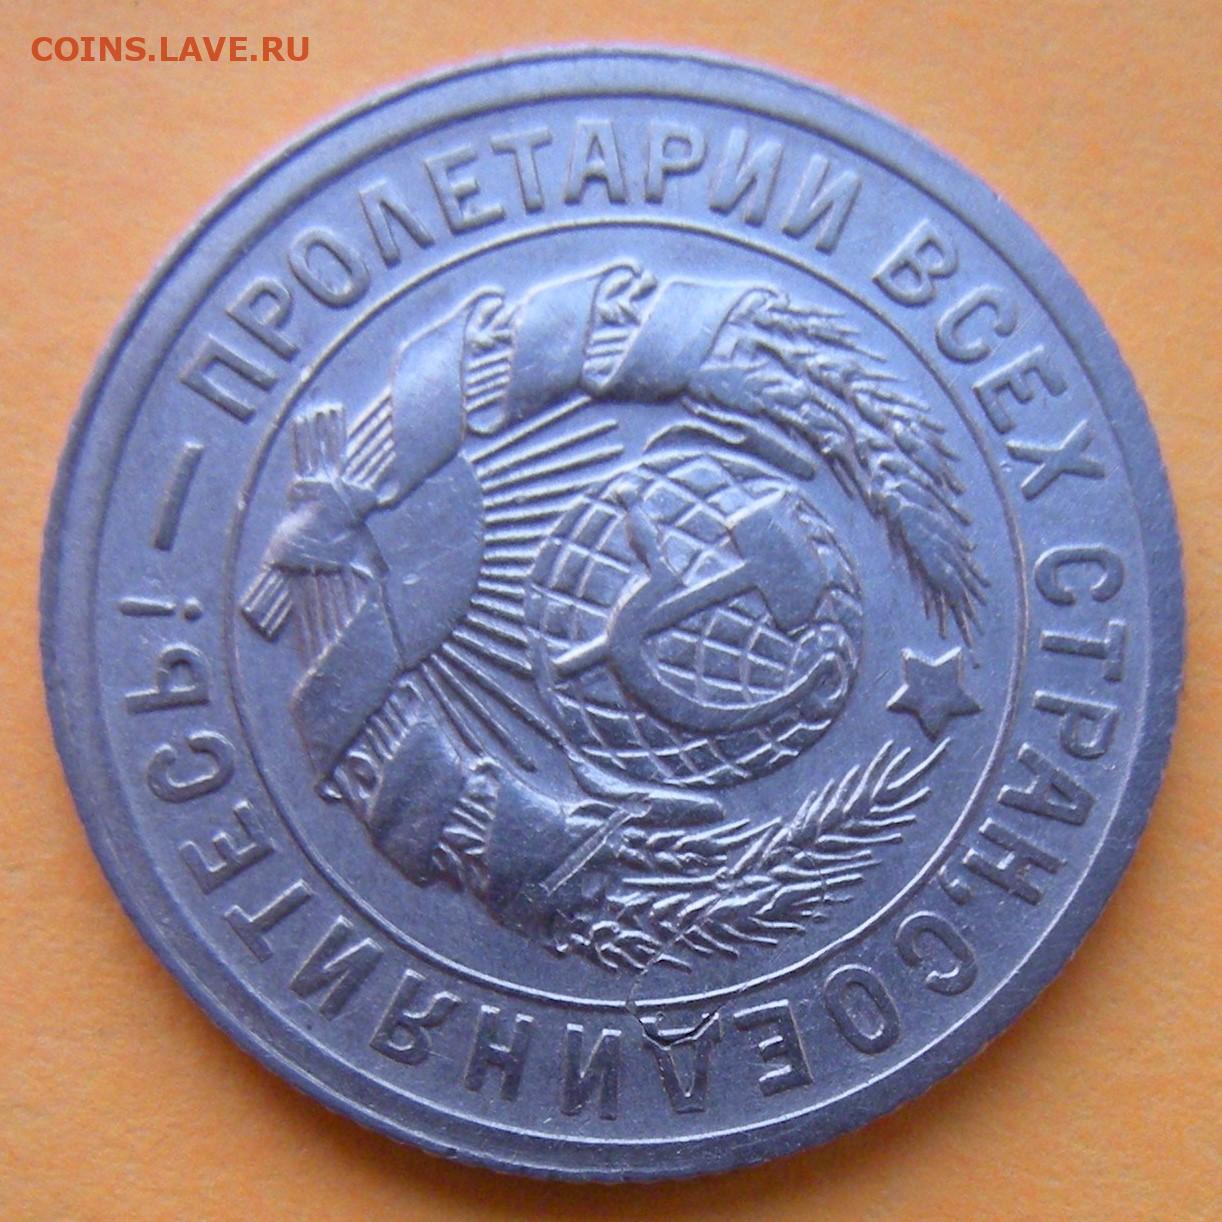 COINS.LAVE.RU
— ПРОЛЕТАРИИ ВСЕХ СТРАН, СОЕДИНЯЙТЕСЬ!